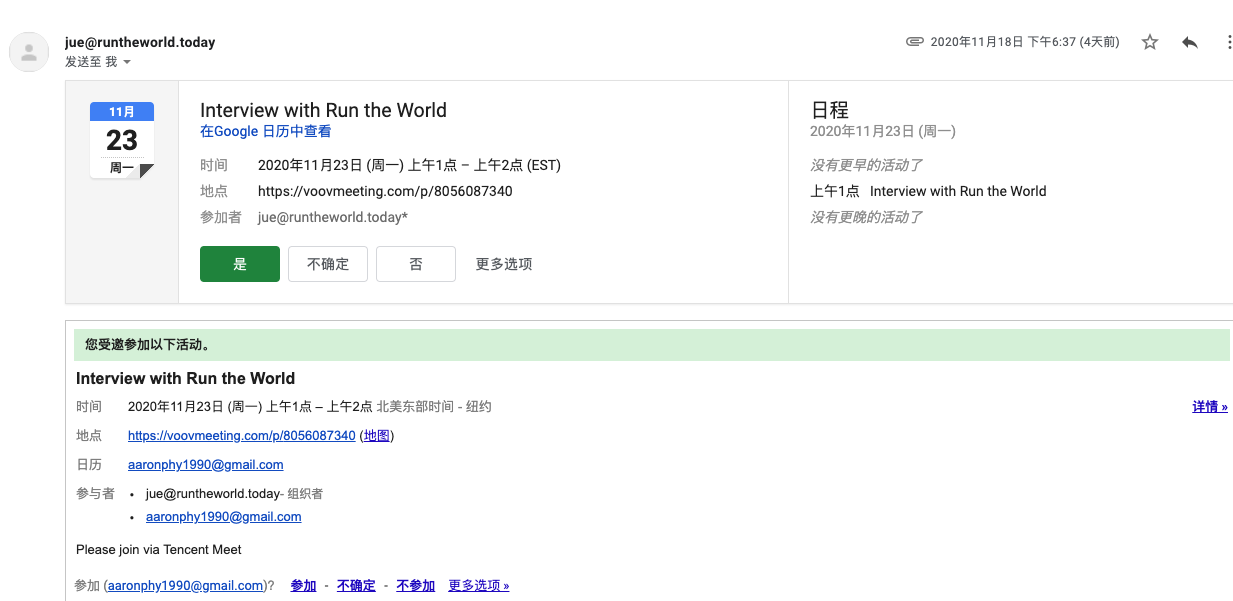 jue@runtheworld.today
2020年11月18日 下午6:37 (4天前)
发送至 我
11月
23
周一
Interview with Run the World
在Google 日历中查看
时间 2020年11月23日 (周一) 上午1点 – 上午2点 (EST)
地点 https://voovmeeting.com/p/8056087340
参加者 jue@runtheworld.today*
是 不确定 否 更多选项
日程
2020年11月23日 (周一)
没有更早的活动了
上午1点 Interview with Run the World
没有更晚的活动了
您受邀参加以下活动。
Interview with Run the World
时间 2020年11月23日 (周一) 上午1点 – 上午2点 北美东部时间 - 纽约
详情 »
地点 https://voovmeeting.com/p/8056087340 (地图)
日历 aaronphy1990@gmail.com
参与者 • jue@runtheworld.today- 组织者
• aaronphy1990@gmail.com
Please join via Tencent Meet
参加 (aaronphy1990@gmail.com)? 参加 - 不确定 - 不参加 更多选项 »